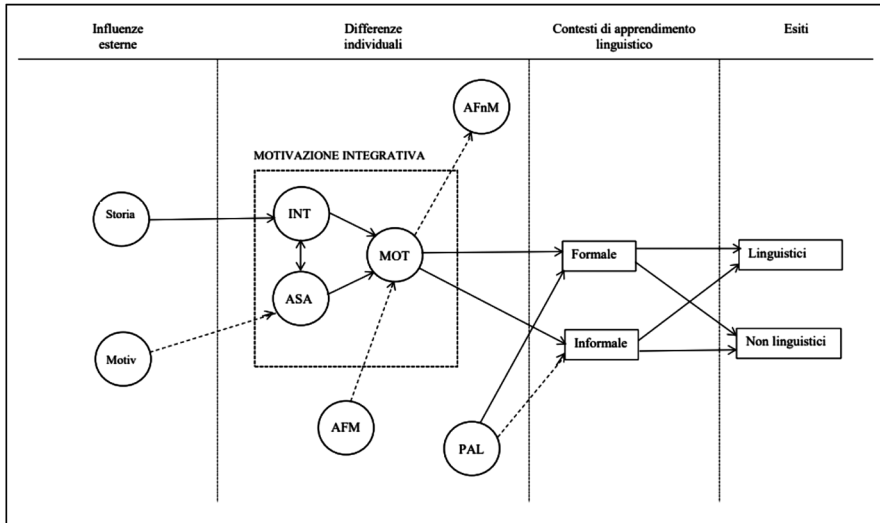 Influenze
esterne
Differenze
individuali
Contesti di apprendimento
linguistico
Esiti
AFnM
MOTIVAZIONE INTEGRATIVA
Storia
INT
MOT
Formale
Linguistici
ASA
Motiv
Informale
Non linguistici
AFM
PAL